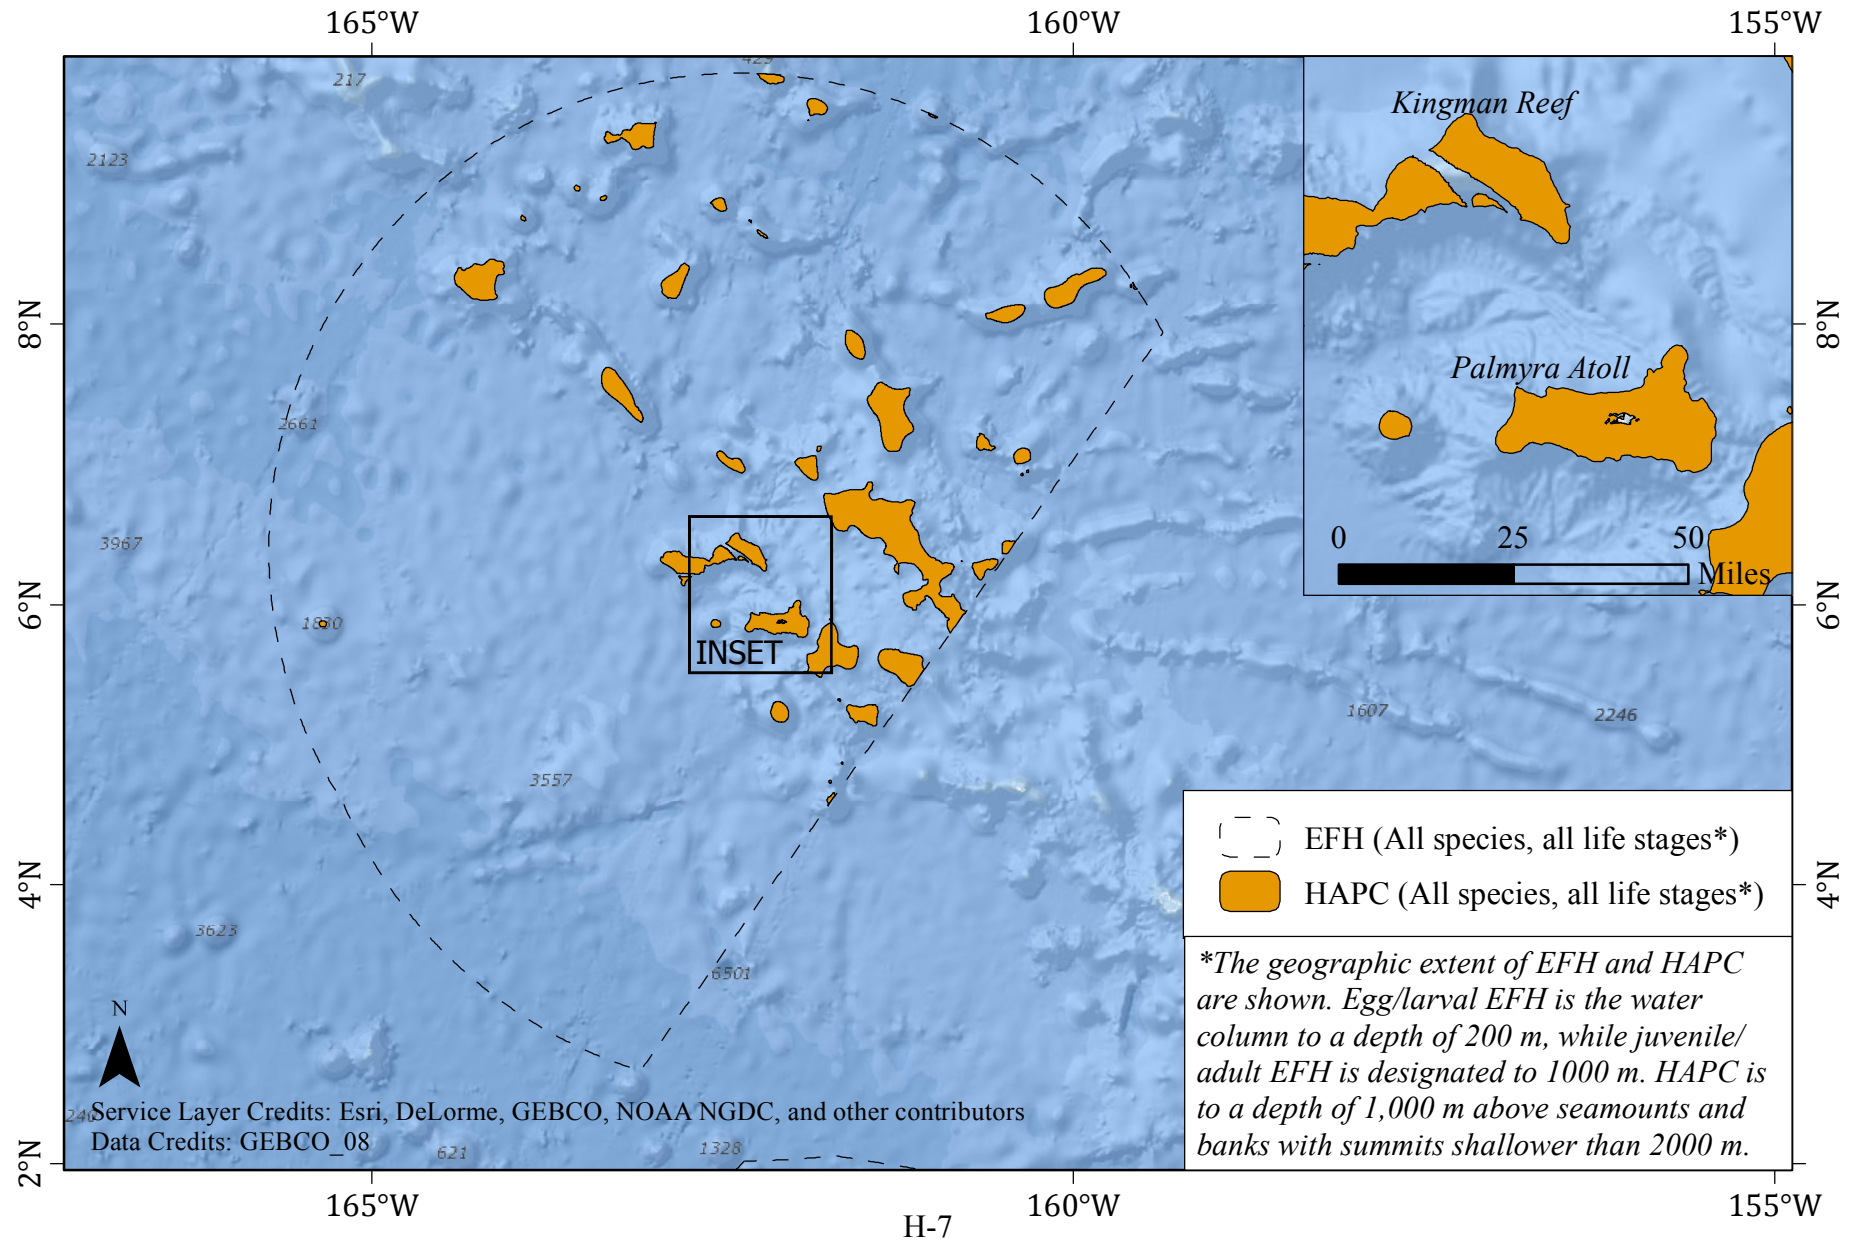 165°W
160°W
155°W
429
217
2123
Kingman Reef
8°N
8°N
Palmyra Atoll
2661
3967
0
25
50
Miles
6°N
6°N
1830
INSET
1607
2246
3557
EFH (All species, all life stages*)
HAPC (All species, all life stages*)
4°N
4°N
3623
6501
*The geographic extent of EFH and HAPC
are shown. Egg/larval EFH is the water
column to a depth of 200 m, while juvenile/
adult EFH is designated to 1000 m. HAPC is
to a depth of 1,000 m above seamounts and
banks with summits shallower than 2000 m.
N
Service Layer Credits: Esri, DeLorme, GEBCO, NOAA NGDC, and other contributors
Data Credits: GEBCO_08
621
1328
2°N
165°W
160°W
155°W
H-7